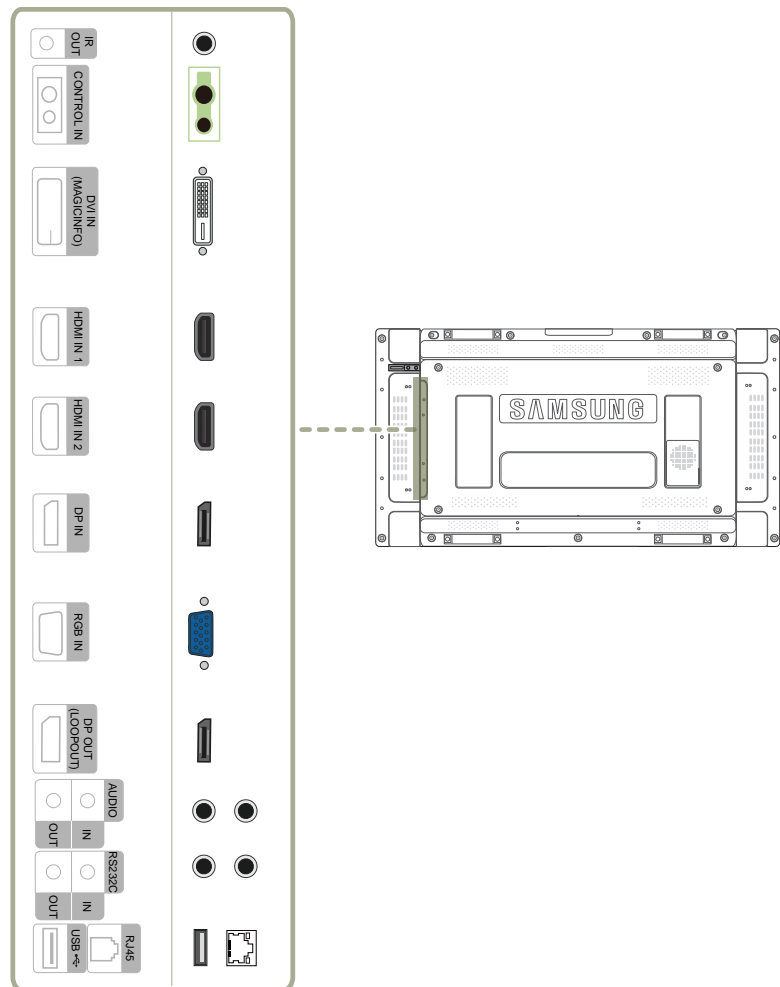 IR
OUT
CONTROL IN
DVI IN
(MAGICINFO)
HDMI IN 1
HDMI IN 2
DP IN
RGB IN
DP OUT
(LOOPOUT)
AUDIO
OUT
IN
RS232C
OUT
IN
USB
RJ45
SAMSUNG